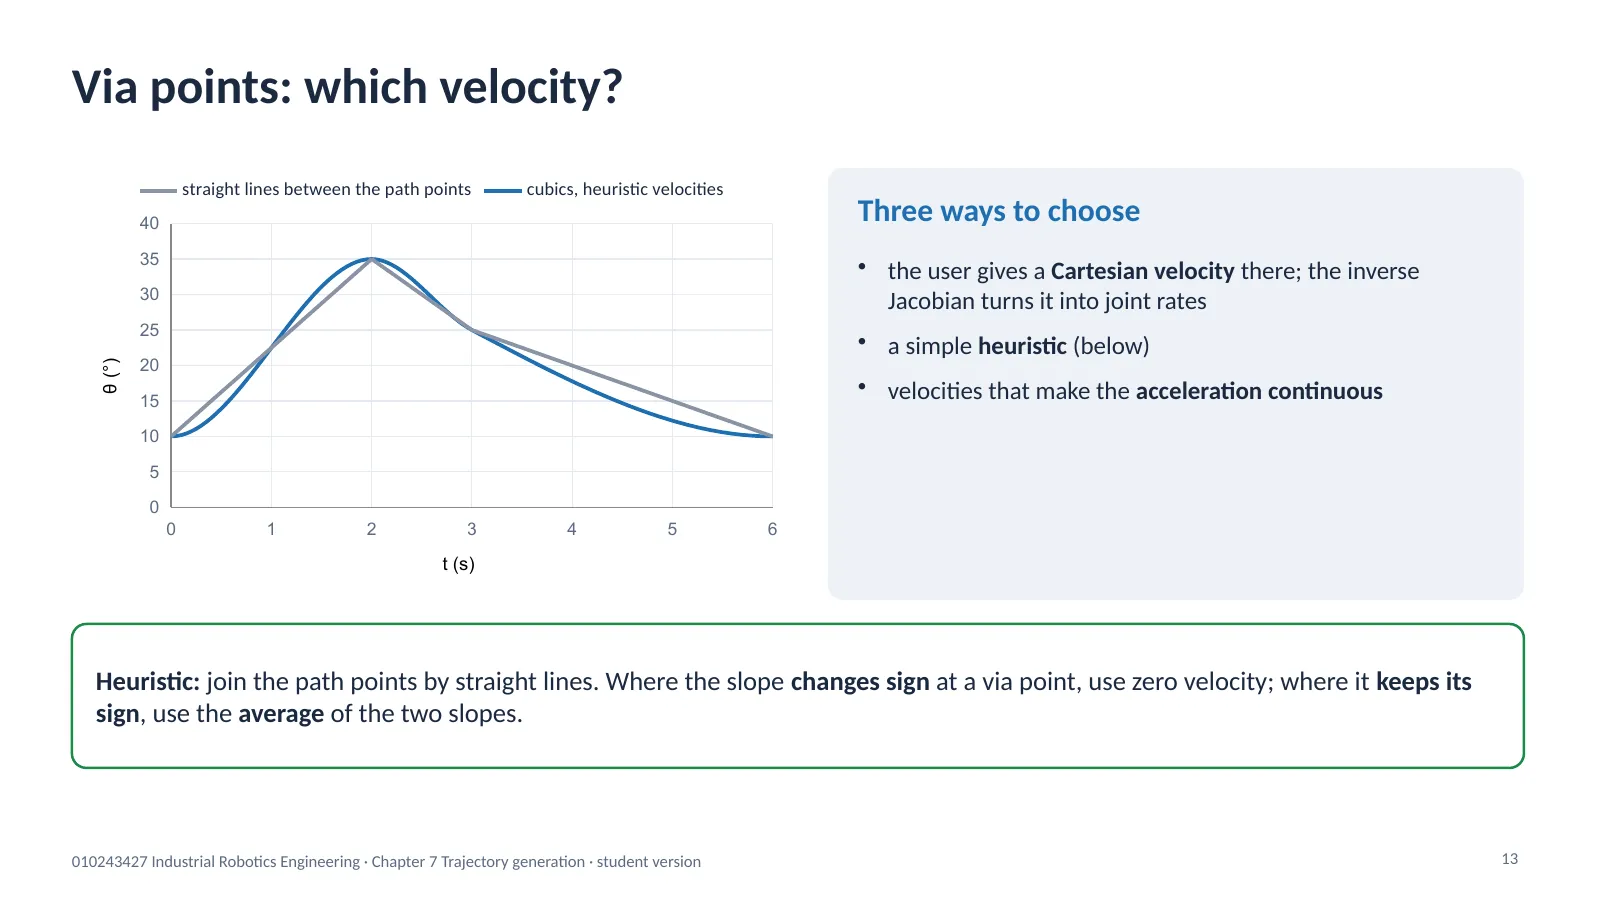 Via points: which velocity?
straight lines between the path points
cubics, heuristic velocities
40
35
30
25
20
15
10
5
0
θ (°)
0 1 2 3 4 5 6
t (s)
Three ways to choose
• the user gives a Cartesian velocity there; the inverse
Jacobian turns it into joint rates
• a simple heuristic (below)
• velocities that make the acceleration continuous
Heuristic: join the path points by straight lines. Where the slope changes sign at a via point, use zero velocity; where it keeps its
sign, use the average of the two slopes.
010243427 Industrial Robotics Engineering · Chapter 7 Trajectory generation · student version
13